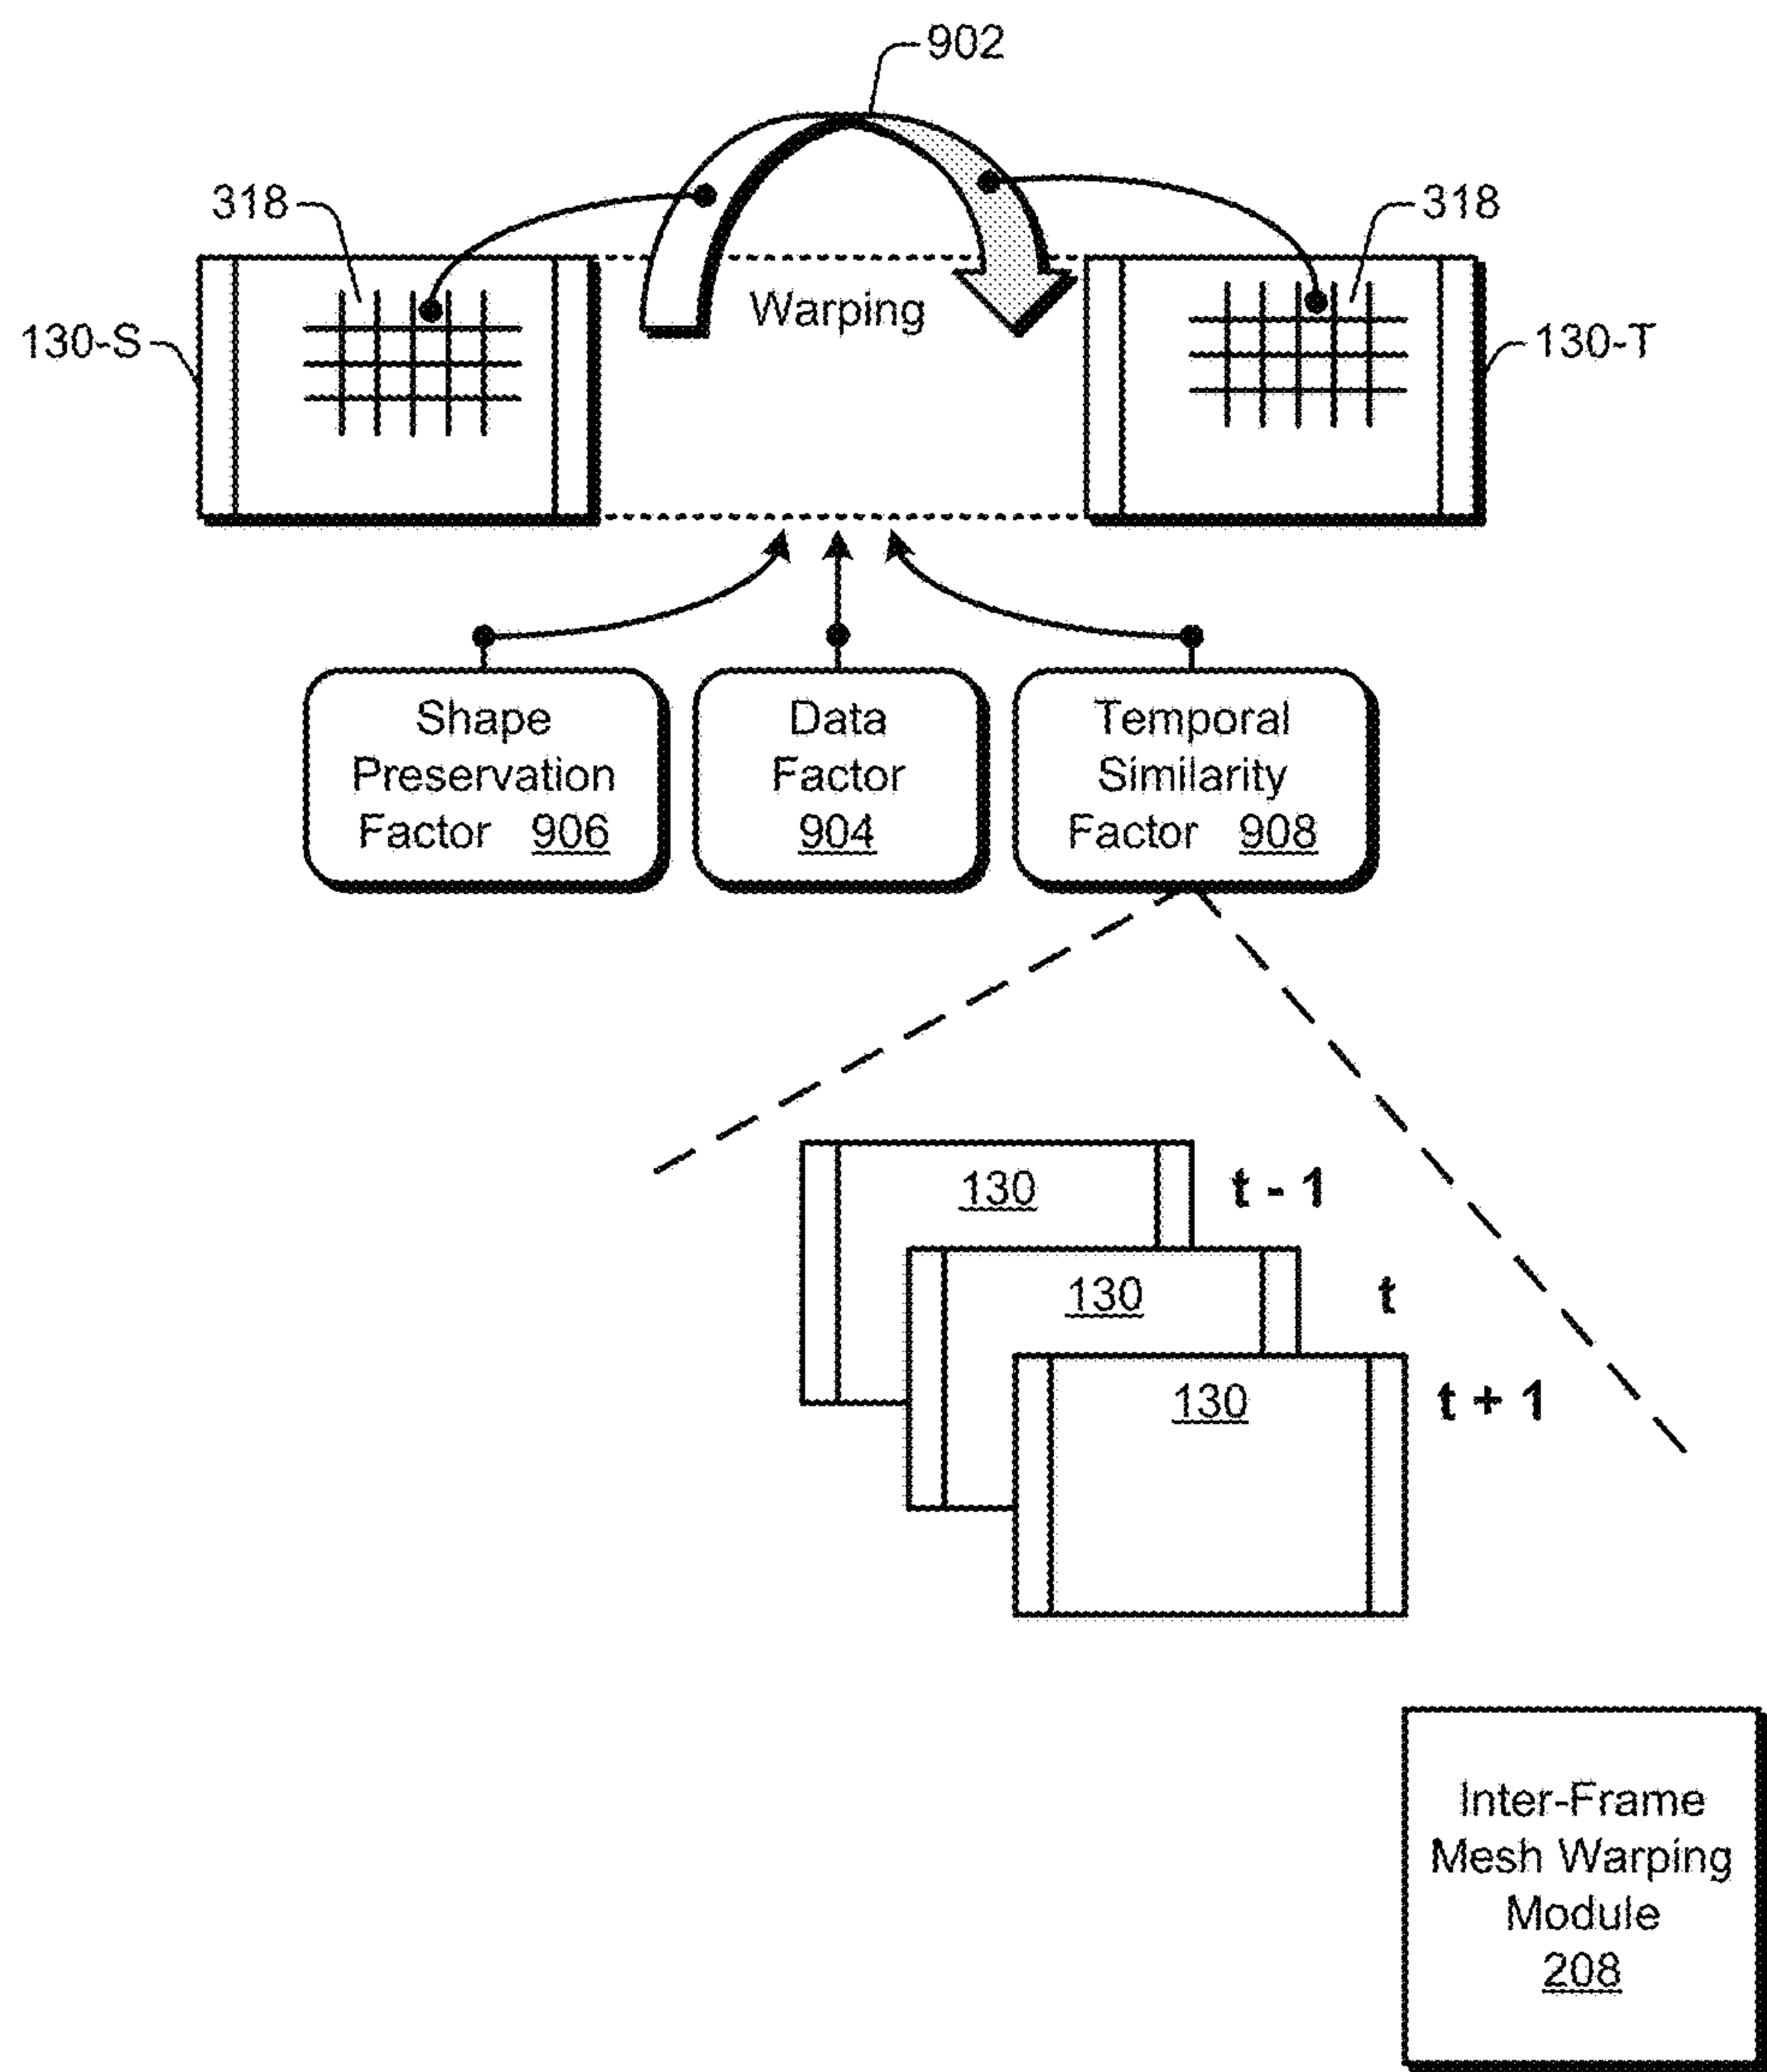 902
318
318
130-S
Warping
130-T
Shape
Preservation
Factor 906
Data
Factor
904
Temporal
Similarity
Factor 908
130
t - 1
130
t
130
t + 1
Inter-Frame
Mesh Warping
Module
208